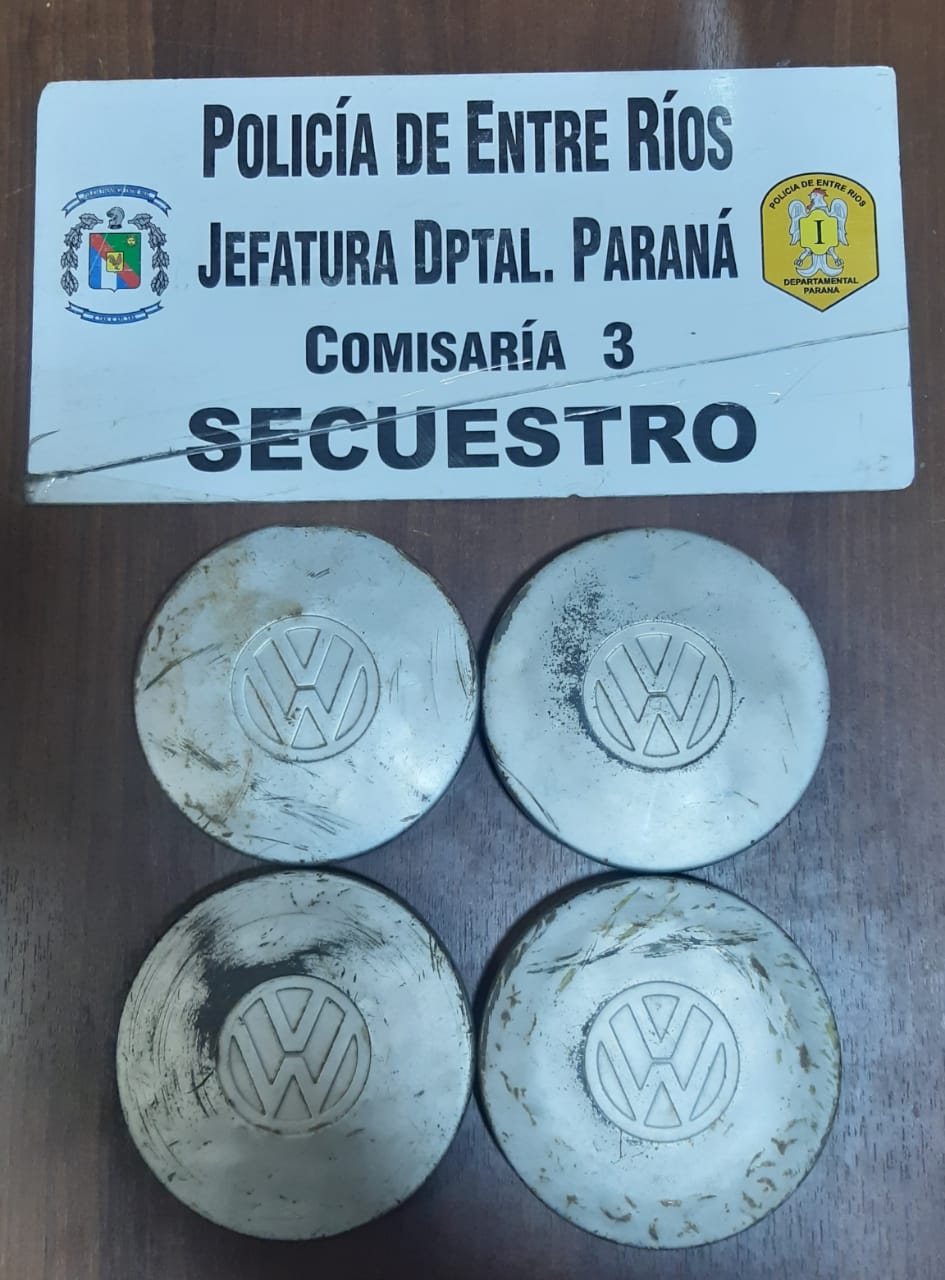 POLICÍA DE ENTRE RÍOS
JEFATURA DPTAL. PARANÁ
COMISARÍA 3
SECUESTRO
POLICIA DE ENTRE RIOS
I
DEPARTAMENTAL
PARANA
VW
VW
VW
VW